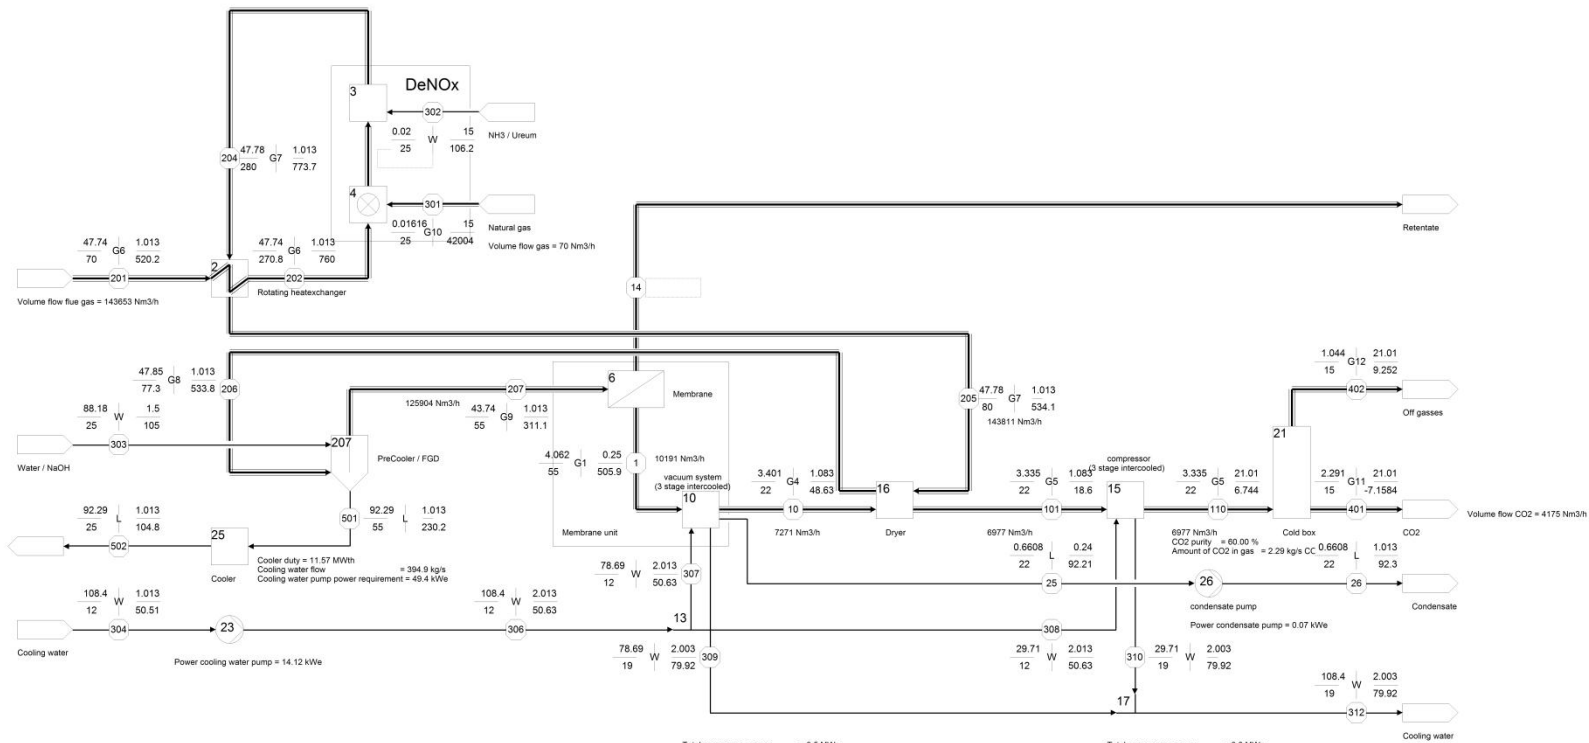 DeNOx
3
302
NH3 / Ureum
0.02 W 15
25 106.2
204
47.78 G7 1.013
280 773.7
4
301
Natural gas
0.01616 G10 15
25 42004
Volume flow gas = 70 Nm3/h
Retentate
47.74 G6 1.013
70 520.2
201
Volume flow flue gas = 143653 Nm3/h
2
47.74 G6 1.013
270.8 760
202
Rotating heatexchanger
14
47.85 G8 1.013
77.3 533.8
206
207
125904 Nm3/h
43.74 G9 1.013
55 311.1
6
Membrane
205
47.78 G7 1.013
80 534.1
143811 Nm3/h
1.044 G12 21.01
15 9.252
402
Off gasses
88.18 W 1.5
25 105
303
Water / NaOH
207
PreCooler / FGD
4.062 G1 0.25
55 505.9
1
10191 Nm3/h
vacuum system
(3 stage intercooled)
10
Membrane unit
3.401 G4 1.083
22 48.63
10
7271 Nm3/h
16
Dryer
3.335 G5 1.083
22 18.6
101
6977 Nm3/h
compressor
(3 stage intercooled)
15
3.335 G5 21.01
22 6.744
110
6977 Nm3/h
CO2 purity = 60.00 %
Amount of CO2 in gas = 2.29 kg/s CC
21
Cold box
2.291 G11 21.01
15 -7.1584
401
CO2
Volume flow CO2 = 4175 Nm3/h
92.29 L 1.013
25 104.8
502
25
Cooler
501
92.29 L 1.013
55 230.2
Cooler duty = 11.57 MWth
Cooling water flow = 394.9 kg/s
Cooling water pump power requirement = 49.4 kWe
78.69 W 2.013
12 50.63
307
0.6608 L 0.24
22 92.21
25
26
condensate pump
Power condensate pump = 0.07 kWe
0.6608 L 1.013
22 92.3
26
Condensate
108.4 W 1.013
12 50.51
304
Cooling water
23
Power cooling water pump = 14.12 kWe
108.4 W 2.013
12 50.63
306
13
78.69 W 2.003
19 79.92
309
308
29.71 W 2.013
12 50.63
310
29.71 W 2.003
19 79.92
17
108.4 W 2.003
19 79.92
312
Cooling water